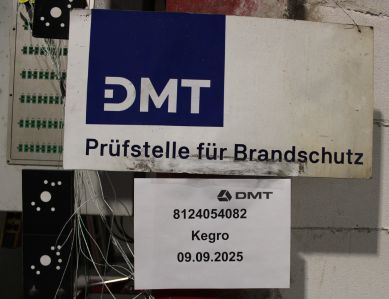 DMT
Prüfstelle für Brandschutz
DMT
8124054082
Kegro
09.09.2025